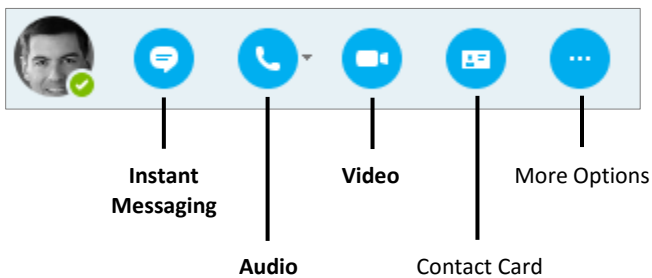 Instant
Messaging
Video
More Options
Audio
Contact Card